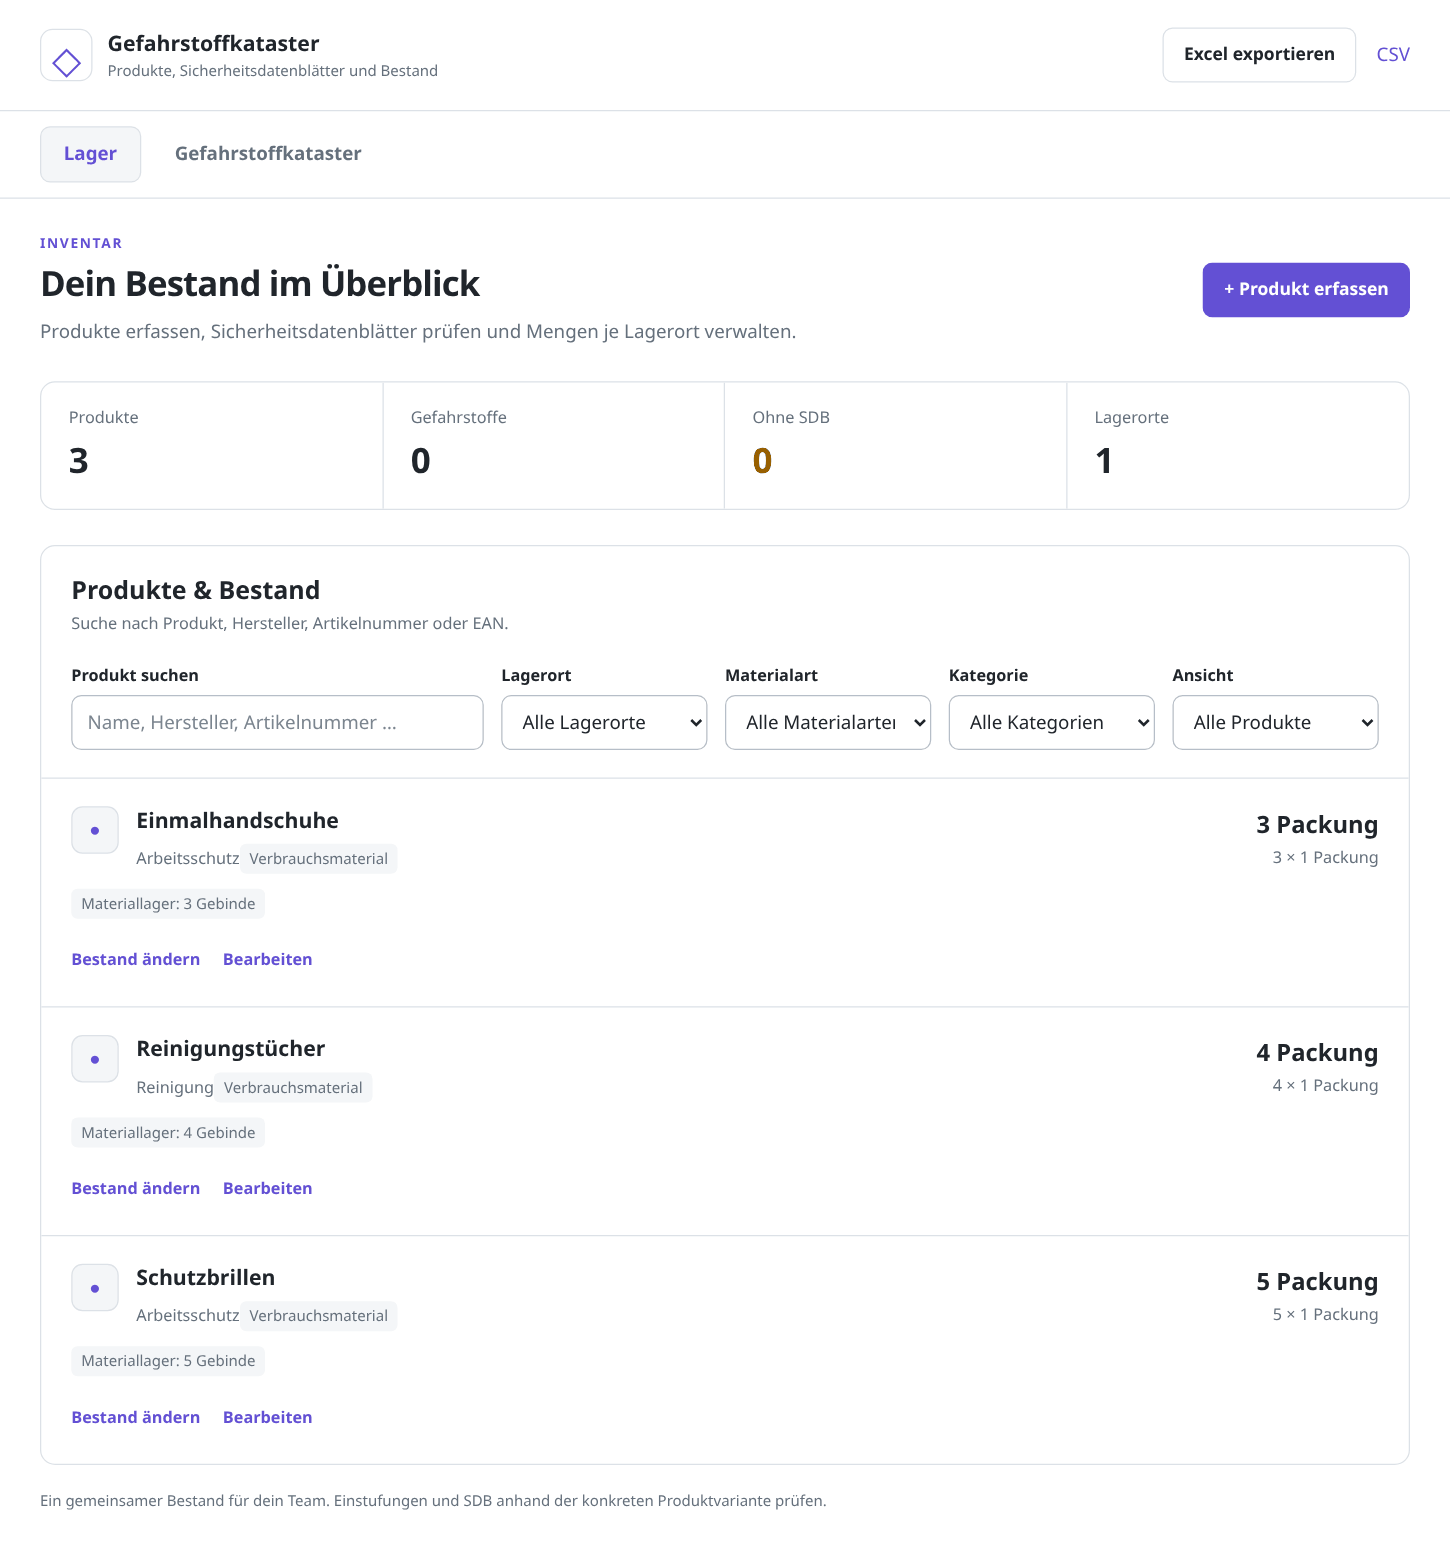 Gefahrstoffkataster
Produkte, Sicherheitsdatenblätter und Bestand
Excel exportieren
CSV
Lager
Gefahrstoffkataster
INVENTAR
Dein Bestand im Überblick
+ Produkt erfassen
Produkte erfassen, Sicherheitsdatenblätter prüfen und Mengen je Lagerort verwalten.
Produkte
3
Gefahrstoffe
0
Ohne SDB
0
Lagerorte
1
Produkte & Bestand
Suche nach Produkt, Hersteller, Artikelnummer oder EAN.
Produkt suchen
Name, Hersteller, Artikelnummer ...
Lagerort
Alle Lagerorte
Materialart
Alle Materialarten
Kategorie
Alle Kategorien
Ansicht
Alle Produkte
Einmalhandschuhe
3 Packung
Arbeitsschutz Verbrauchsmaterial
3 × 1 Packung
Materiallager: 3 Gebinde
Bestand ändern Bearbeiten
Reinigungstücher
4 Packung
Reinigung Verbrauchsmaterial
4 × 1 Packung
Materiallager: 4 Gebinde
Bestand ändern Bearbeiten
Schutzbrillen
5 Packung
Arbeitsschutz Verbrauchsmaterial
5 × 1 Packung
Materiallager: 5 Gebinde
Bestand ändern Bearbeiten
Ein gemeinsamer Bestand für dein Team. Einstufungen und SDB anhand der konkreten Produktvariante prüfen.